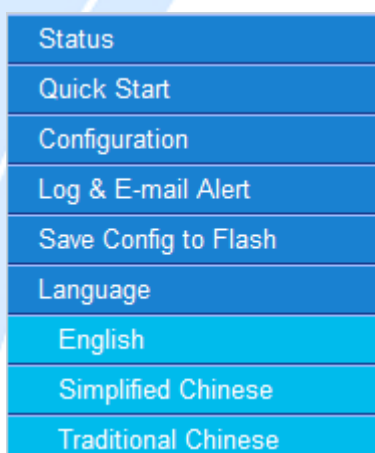 Status
Quick Start
Configuration
Log & E-mail Alert
Save Config to Flash
Language
English
Simplified Chinese
Traditional Chinese